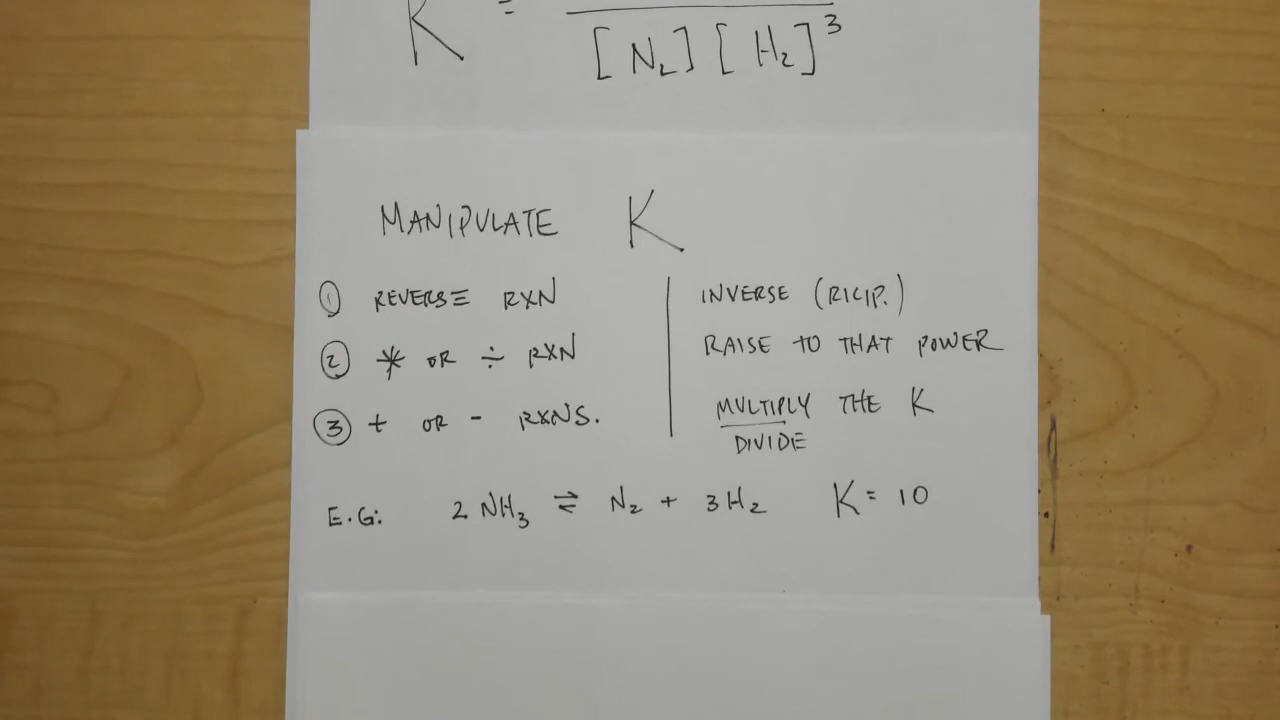 K =
[N₂] [H₂]³
MANIPULATE K
① REVERSE RXN | INVERSE (RICIP.)
② * OR ÷ RXN | RAISE TO THAT POWER
③ + OR - RXNS. | MULTIPLY THE K
DIVIDE
E.G: 2 NH₃ ⇌ N₂ + 3H₂ K = 10